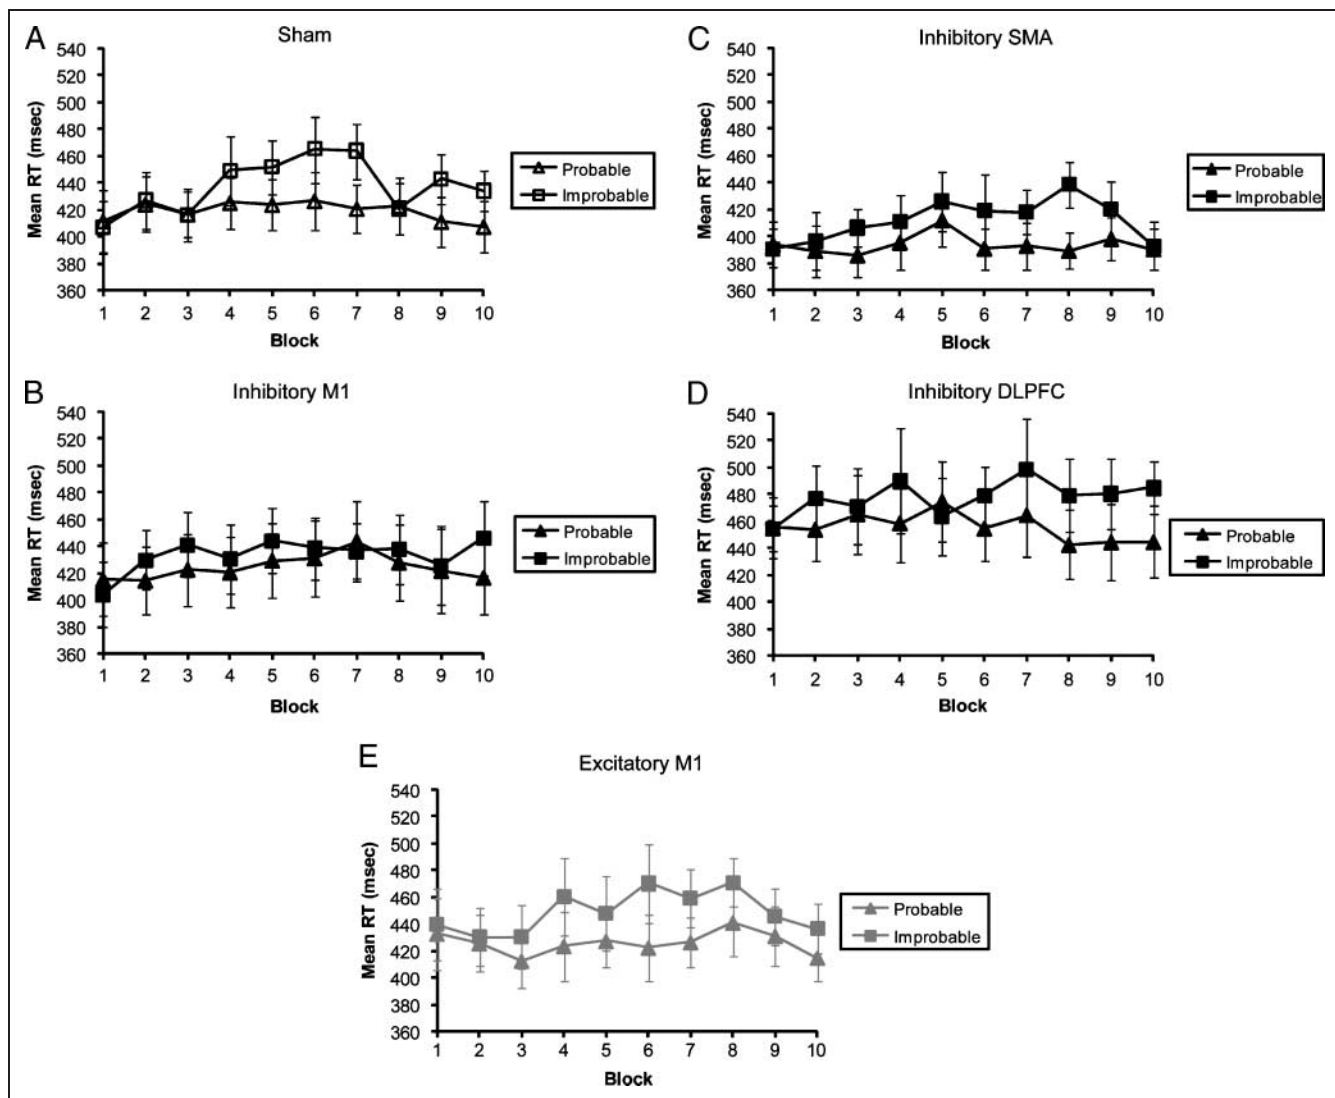 A
Sham
540
520
500
480
460
440
420
400
380
360
Mean RT (msec)
1 2 3 4 5 6 7 8 9 10
Block
Probable
Improbable
C
Inhibitory SMA
540
520
500
480
460
440
420
400
380
360
Mean RT (msec)
1 2 3 4 5 6 7 8 9 10
Block
Probable
Improbable
B
Inhibitory M1
540
520
500
480
460
440
420
400
380
360
Mean RT (msec)
1 2 3 4 5 6 7 8 9 10
Block
Probable
Improbable
D
Inhibitory DLPFC
540
520
500
480
460
440
420
400
380
360
Mean RT (msec)
1 2 3 4 5 6 7 8 9 10
Block
Probable
Improbable
E
Excitatory M1
540
520
500
480
460
440
420
400
380
360
Mean RT (msec)
1 2 3 4 5 6 7 8 9 10
Block
Probable
Improbable